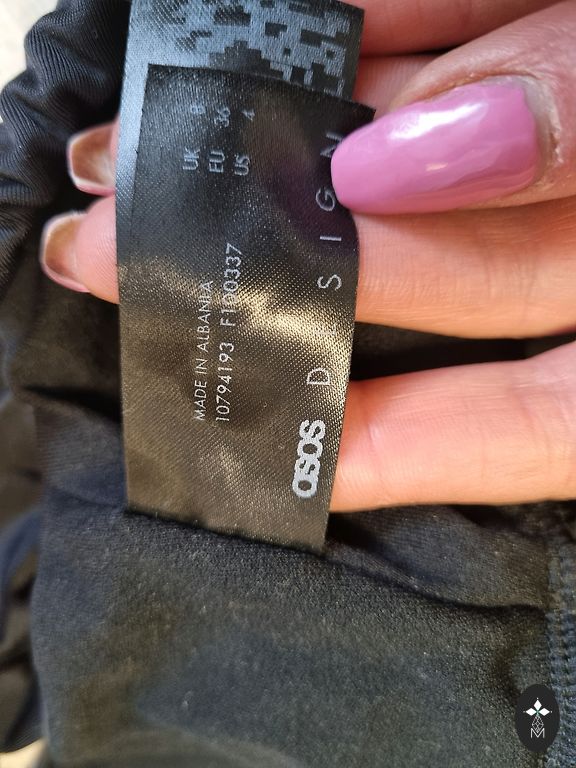 asos DESIGN
MADE IN ALBANIA
10794193 F100337
UK 8
EU 36
US 4
M